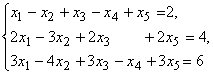 x₁ − x₂ + x₃ − x₄ + x₅ =2,
2x₁ − 3x₂ + 2x₃ + 2x₅ = 4,
3x₁ − 4x₂ + 3x₃ − x₄ + 3x₅ = 6